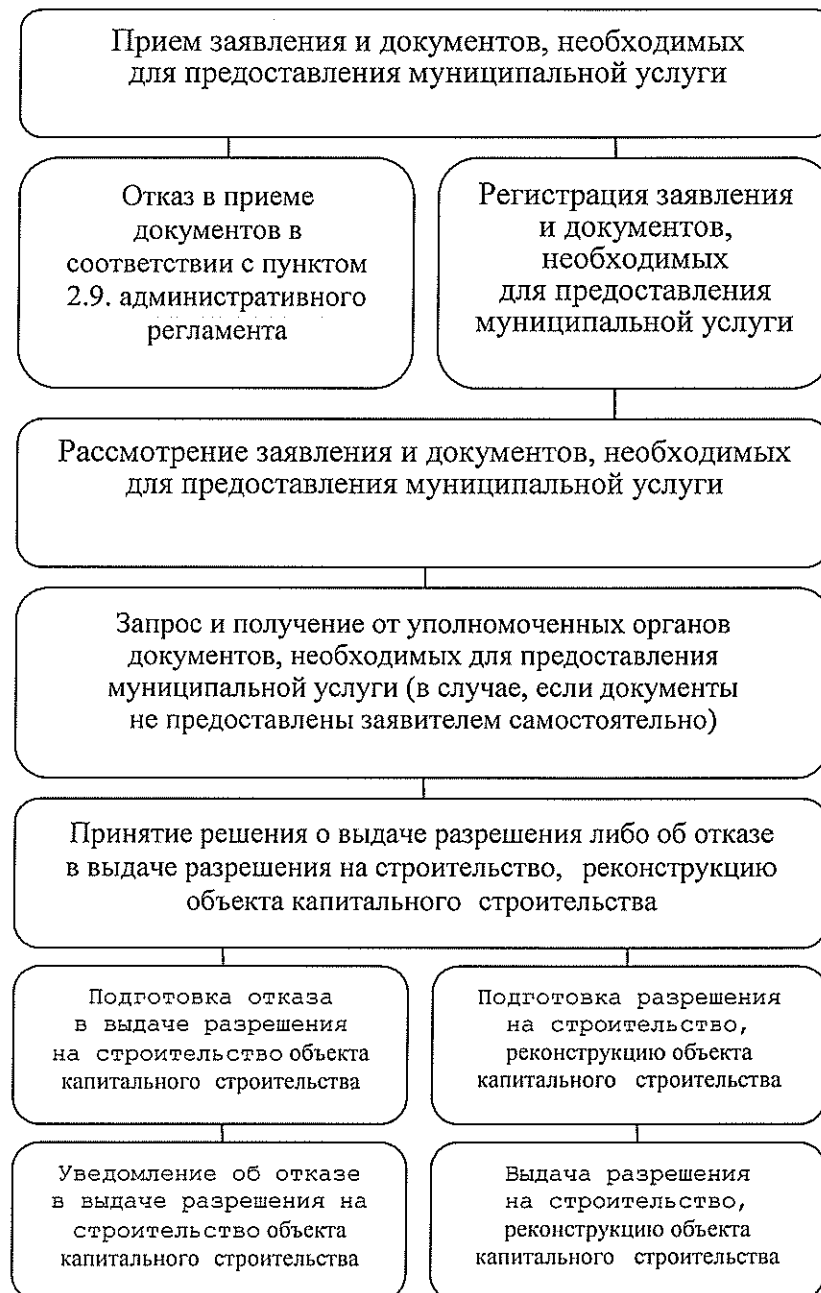 Прием заявления и документов, необходимых
для предоставления муниципальной услуги
Отказ в приеме
документов в
соответствии с пунктом
2.9. административного
регламента
Регистрация заявления
и документов,
необходимых
для предоставления
муниципальной услуги
Рассмотрение заявления и документов, необходимых
для предоставления муниципальной услуги
Запрос и получение от уполномоченных органов
документов, необходимых для предоставления
муниципальной услуги (в случае, если документы
не предоставлены заявителем самостоятельно)
Принятие решения о выдаче разрешения либо об отказе
в выдаче разрешения на строительство, реконструкцию
объекта капитального строительства
Подготовка отказа
в выдаче разрешения
на строительство объекта
капитального строительства
Подготовка разрешения
на строительство,
реконструкцию объекта
капитального строительства
Уведомление об отказе
в выдаче разрешения на
строительство объекта
капитального строительства
Выдача разрешения
на строительство,
реконструкцию объекта
капитального строительства